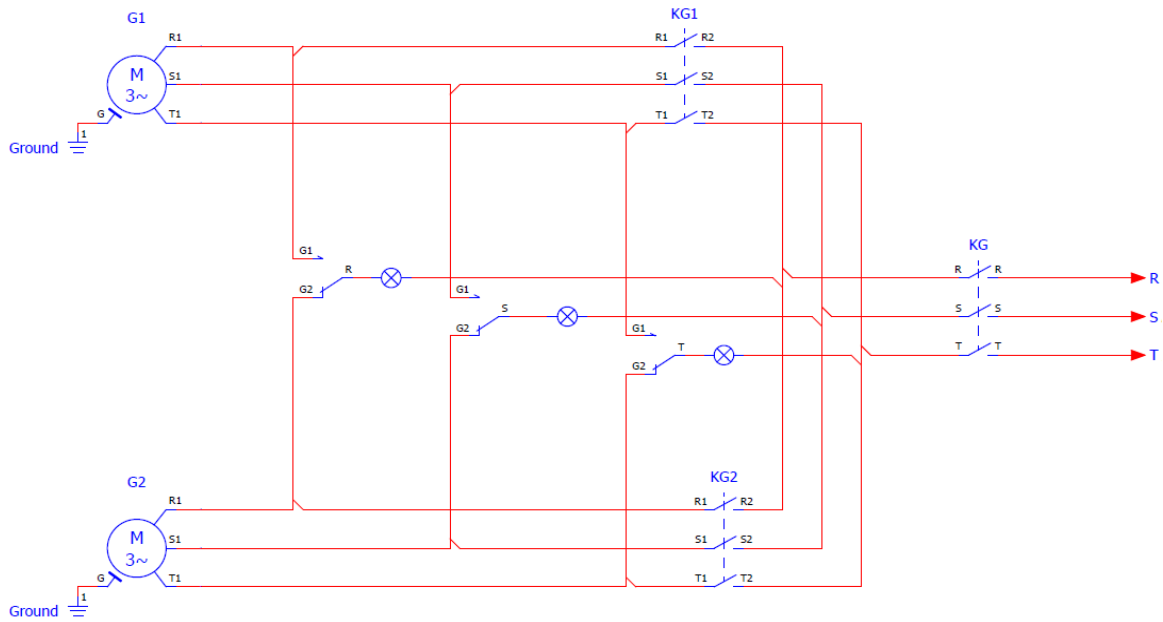 G1
KG1
R1
R1 R2
M
3~
S1
S1 S2
G
T1
T1 T2
1
Ground
G1
KG
R
R R
R
G2
G1
S
S S
S
G2
G1
T
T T
T
G2
G2
KG2
R1
R1 R2
M
3~
S1
S1 S2
G
T1
T1 T2
1
Ground